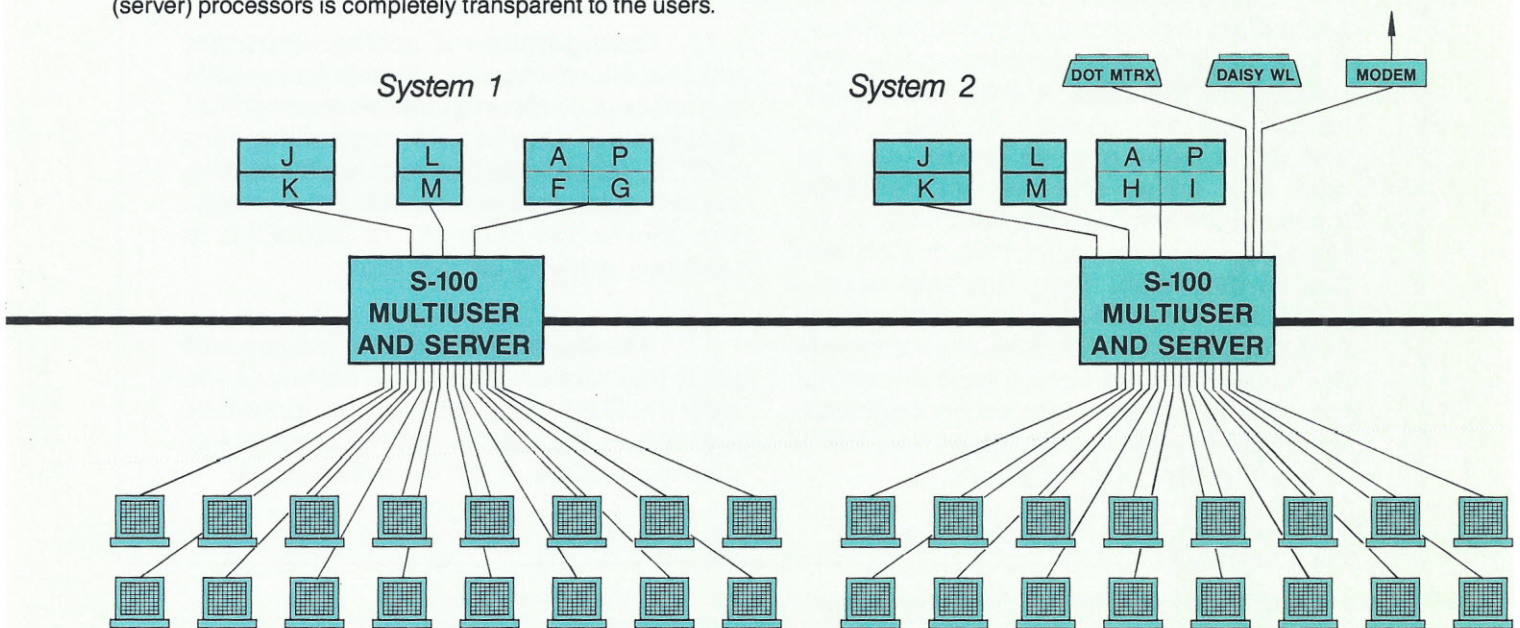 (server) processors is completely transparent to the users.
System 1
System 2
DOT MTRX
DAISY WL
MODEM
J
K
L
M
A P
F G
J
K
L
M
A P
H I
S-100
MULTIUSER
AND SERVER
S-100
MULTIUSER
AND SERVER